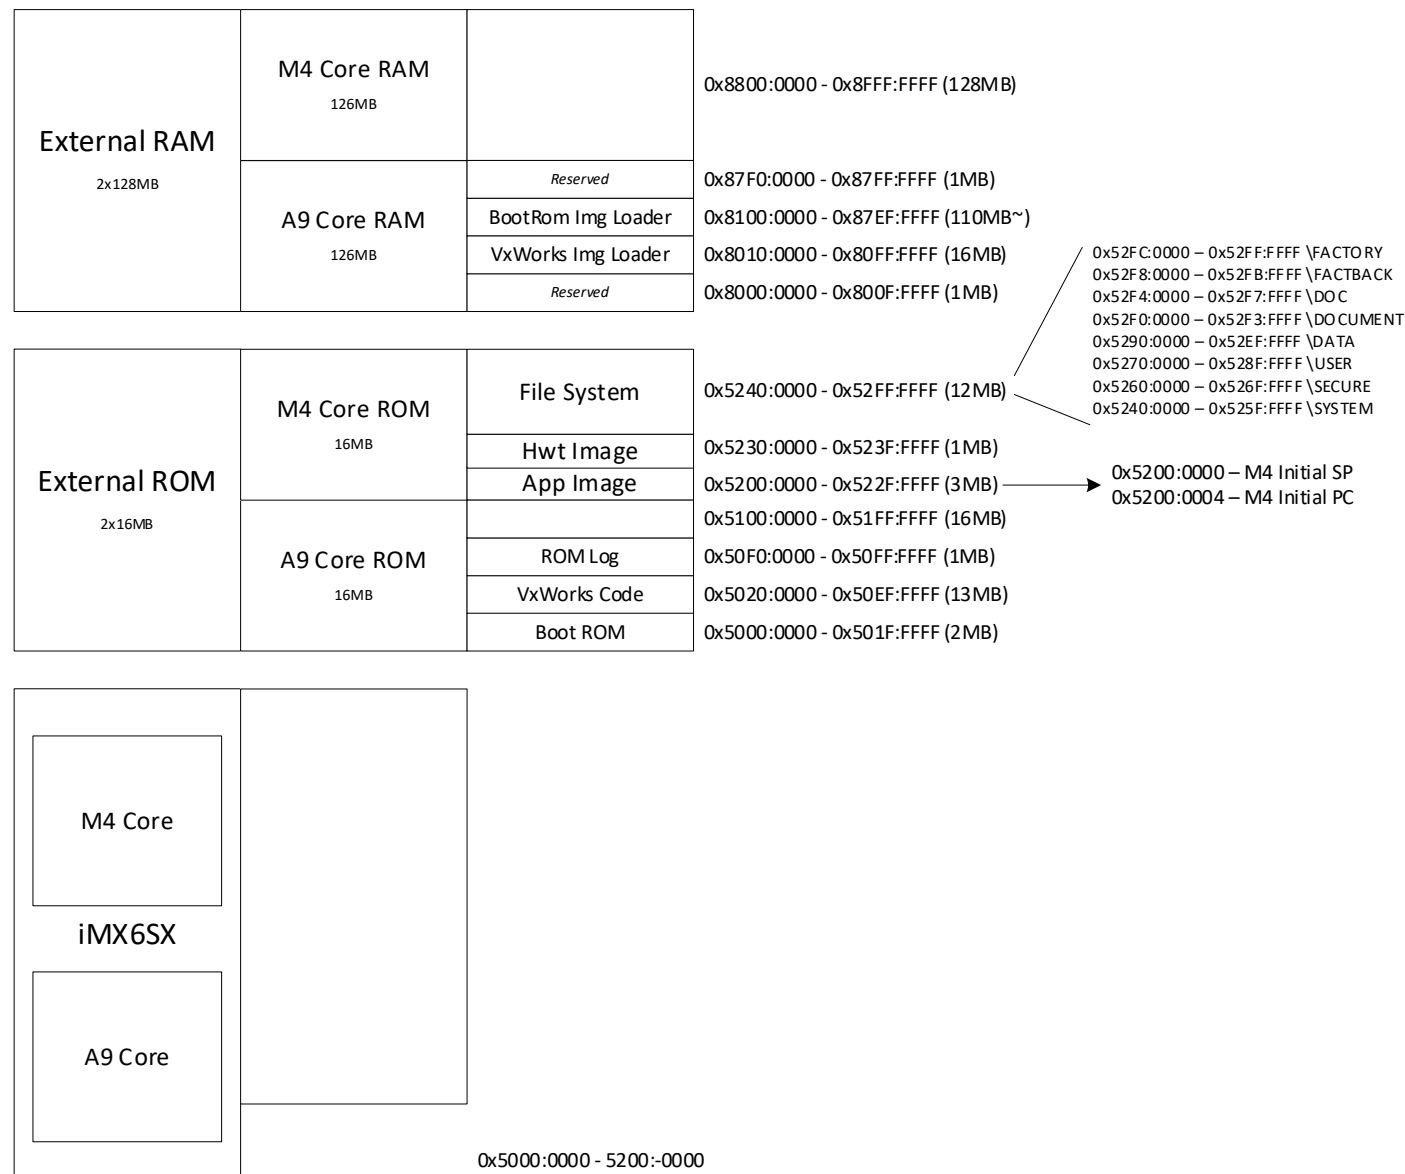 External RAM
2x128MB
M4 Core RAM
126MB
0x8800:0000 - 0x8FFF:FFFF (128MB)
A9 Core RAM
126MB
Reserved
0x87F0:0000 - 0x87FF:FFFF (1MB)
BootRom Img Loader
0x8100:0000 - 0x87EF:FFFF (110MB~)
VxWorks Img Loader
0x8010:0000 - 0x80FF:FFFF (16MB)
Reserved
0x8000:0000 - 0x800F:FFFF (1MB)
0x52FC:0000 – 0x52FF:FFFF \FACTORY
0x52F8:0000 – 0x52FB:FFFF \FACTBACK
0x52F4:0000 – 0x52F7:FFFF \DOC
0x52F0:0000 – 0x52F3:FFFF \DOCUMENT
0x5290:0000 – 0x52EF:FFFF \DATA
0x5270:0000 – 0x528F:FFFF \USER
0x5260:0000 – 0x526F:FFFF \SECURE
0x5240:0000 – 0x525F:FFFF \SYSTEM
External ROM
2x16MB
M4 Core ROM
16MB
File System
0x5240:0000 - 0x52FF:FFFF (12MB)
Hwt Image
0x5230:0000 - 0x523F:FFFF (1MB)
App Image
0x5200:0000 - 0x522F:FFFF (3MB)
0x5200:0000 – M4 Initial SP
0x5200:0004 – M4 Initial PC
0x5100:0000 - 0x51FF:FFFF (16MB)
A9 Core ROM
16MB
ROM Log
0x50F0:0000 - 0x50FF:FFFF (1MB)
VxWorks Code
0x5020:0000 - 0x50EF:FFFF (13MB)
Boot ROM
0x5000:0000 - 0x501F:FFFF (2MB)
M4 Core
iMX6SX
A9 Core
0x5000:0000 - 5200:-0000